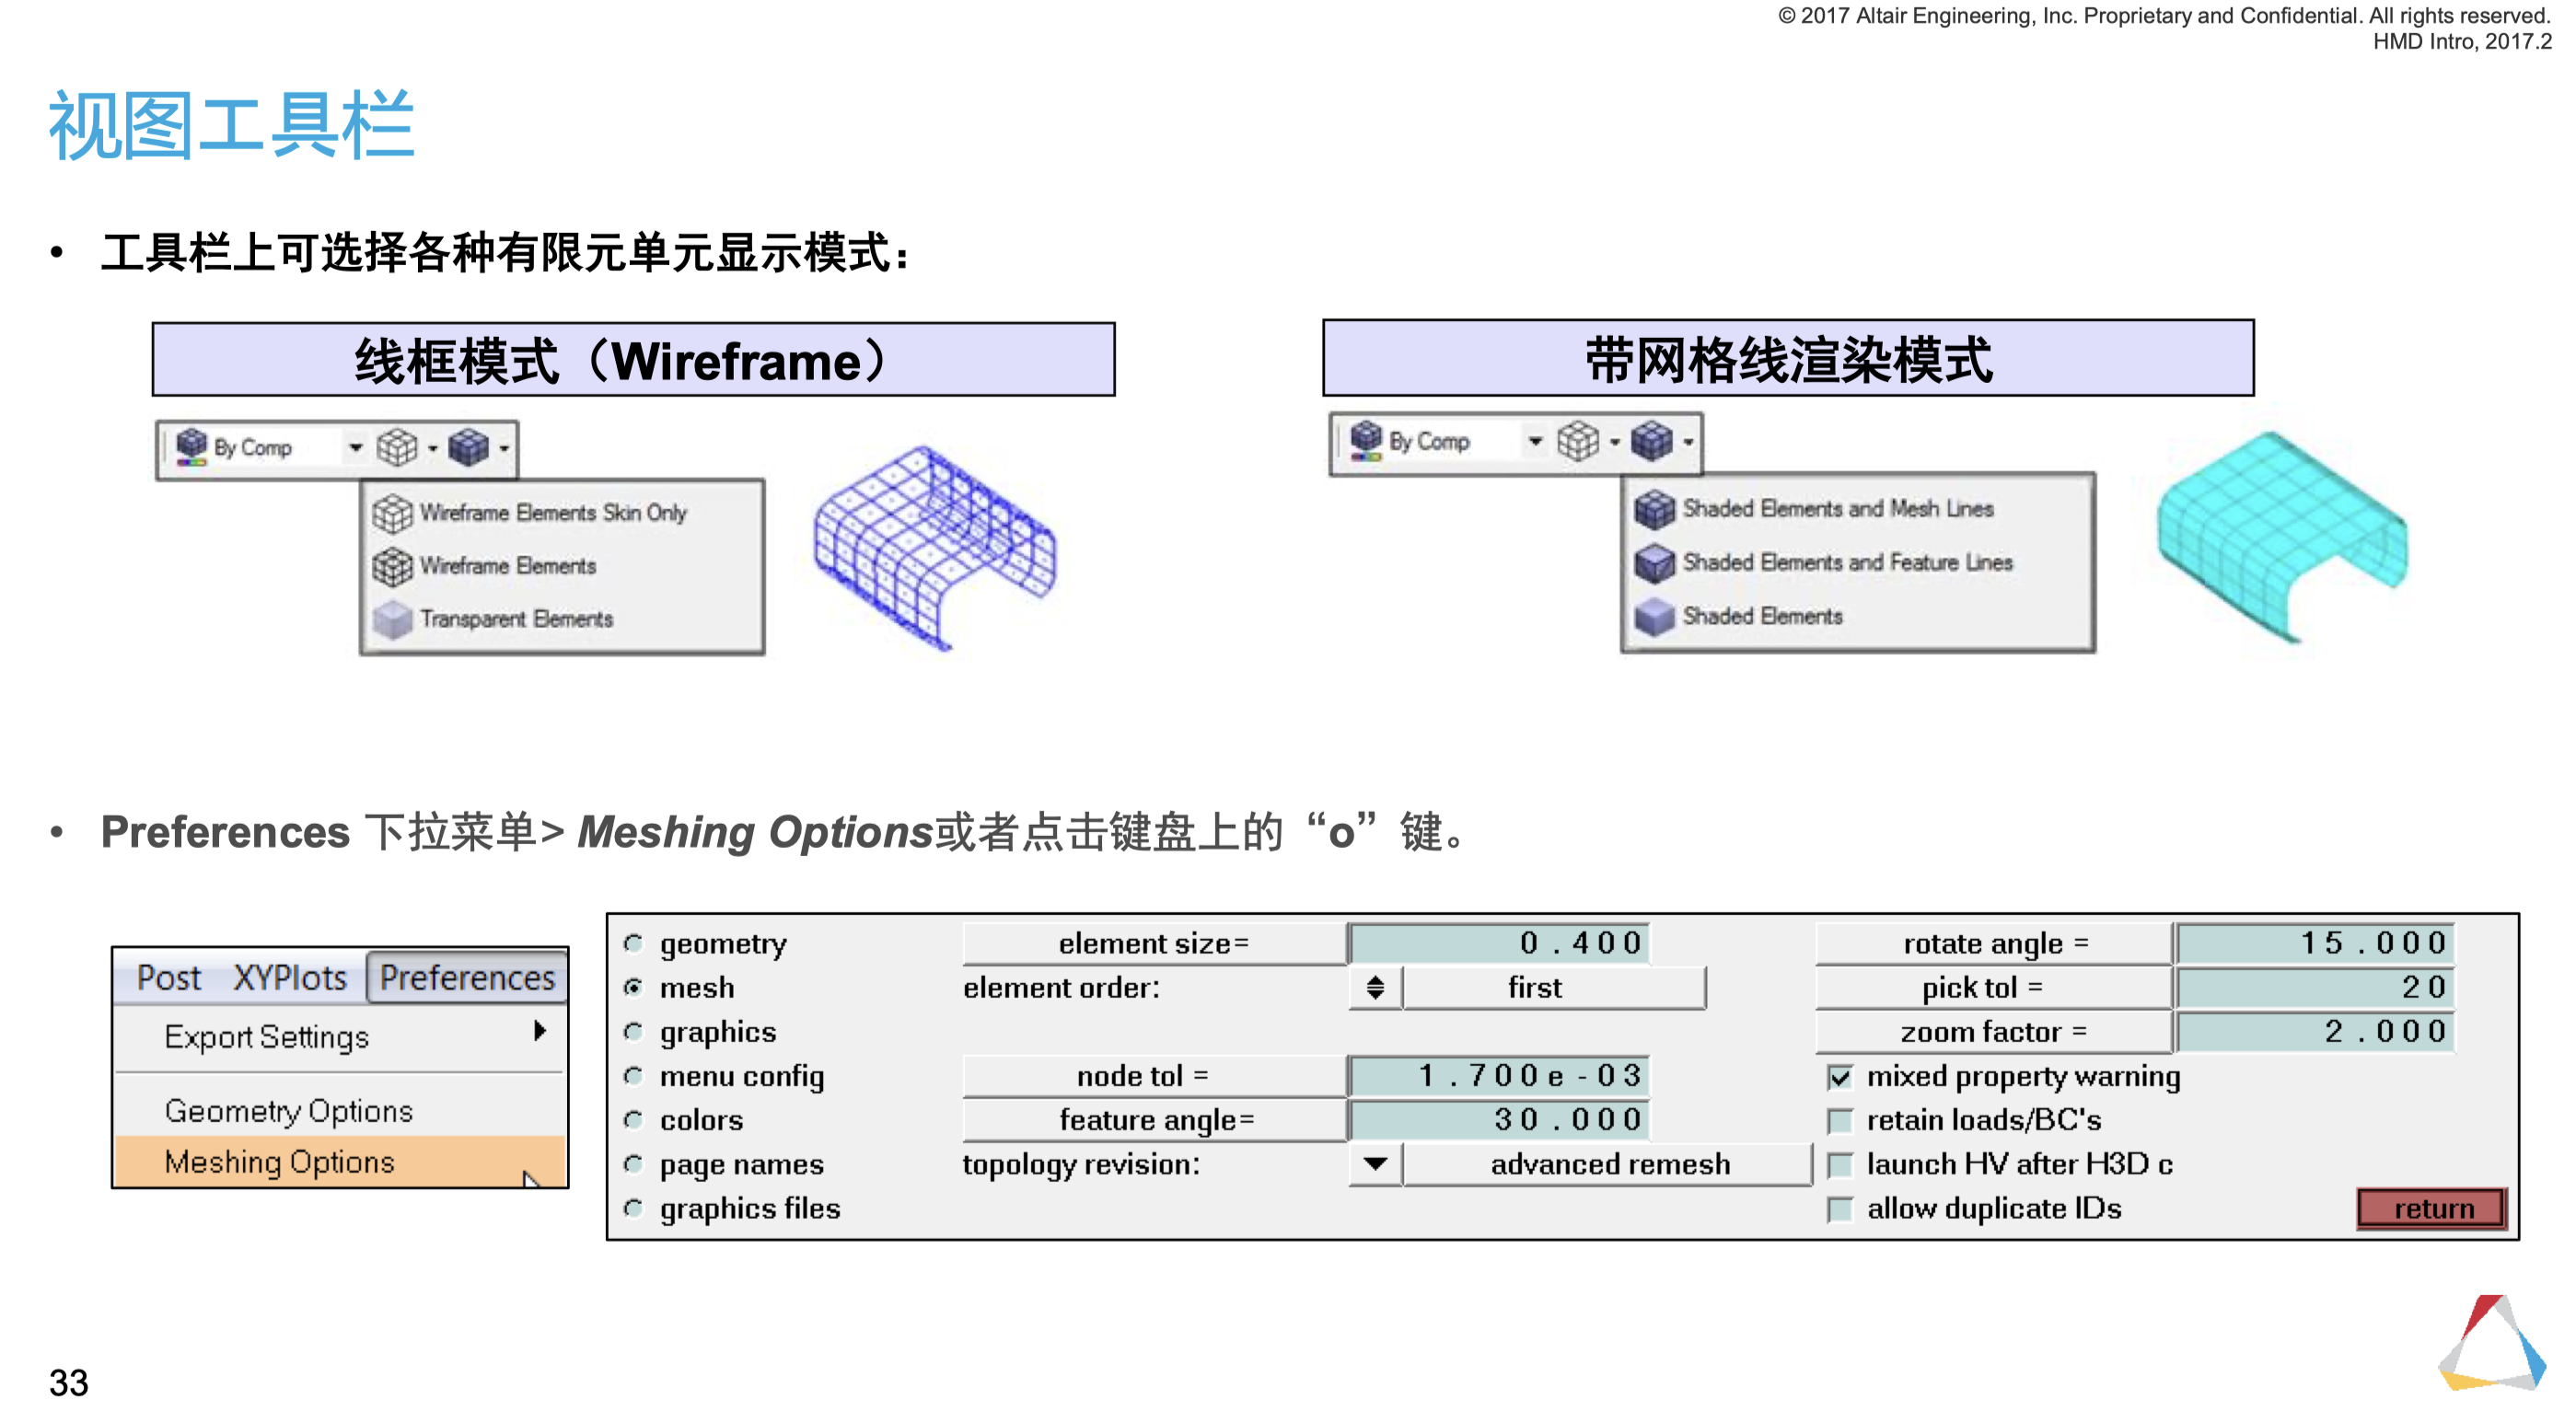 © 2017 Altair Engineering, Inc. Proprietary and Confidential. All rights reserved.
HMD Intro, 2017.2
视图工具栏
• 工具栏上可选择各种有限元单元显示模式：
线框模式（Wireframe）
By Comp
Wireframe Elements Skin Only
Wireframe Elements
Transparent Elements
带网格线渲染模式
By Comp
Shaded Elements and Mesh Lines
Shaded Elements and Feature Lines
Shaded Elements
• Preferences 下拉菜单> Meshing Options或者点击键盘上的“o”键。
Post XYPlots Preferences
Export Settings
Geometry Options
Meshing Options
geometry
mesh
graphics
menu config
colors
page names
graphics files
element size= 0.400
element order: first
node tol = 1.700e-03
feature angle= 30.000
topology revision: advanced remesh
rotate angle = 15.000
pick tol = 20
zoom factor = 2.000
mixed property warning
retain loads/BC's
launch HV after H3D c
allow duplicate IDs
return
33